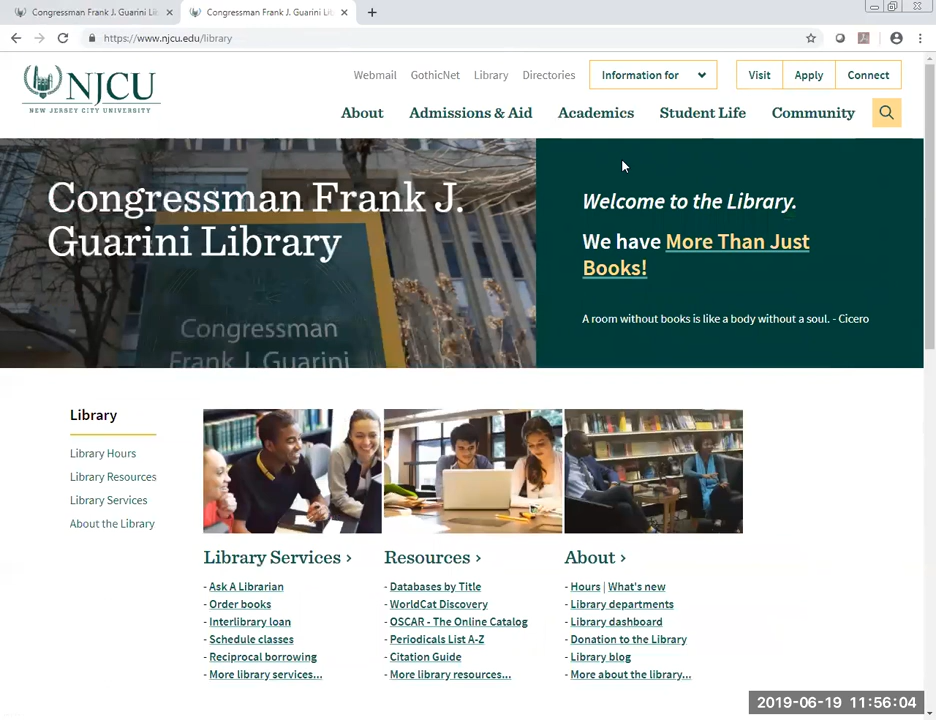 Congressman Frank J. Guarini Lib
Congressman Frank J. Guarini Lib
https://www.njcu.edu/library
NJCU
NEW JERSEY CITY UNIVERSITY
Webmail GothicNet Library Directories Information for Visit Apply Connect
About Admissions & Aid Academics Student Life Community
Congressman Frank J.
Guarini Library
Congressman
Frank J. Guarini
Welcome to the Library.
We have More Than Just
Books!
A room without books is like a body without a soul. - Cicero
Library
Library Hours
Library Resources
Library Services
About the Library
Library Services ›
- Ask A Librarian
- Order books
- Interlibrary loan
- Schedule classes
- Reciprocal borrowing
- More library services...
Resources ›
- Databases by Title
- WorldCat Discovery
- OSCAR - The Online Catalog
- Periodicals List A-Z
- Citation Guide
- More library resources...
About ›
- Hours | What's new
- Library departments
- Library dashboard
- Donation to the Library
- Library blog
- More about the library...
2019-06-19 11:56:04